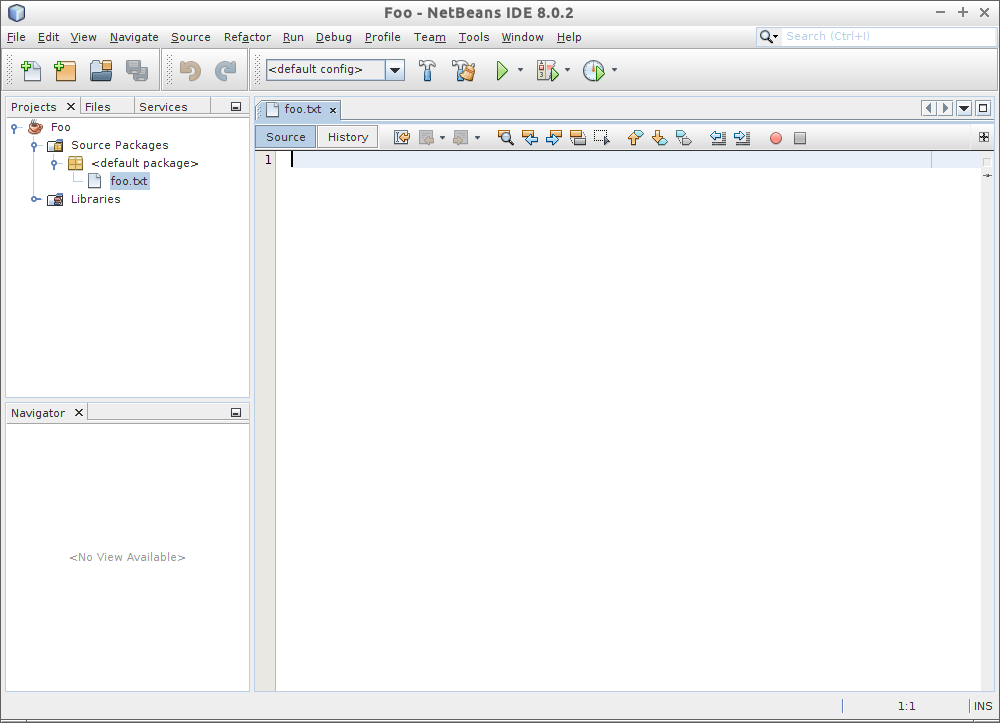 Foo - NetBeans IDE 8.0.2
File Edit View Navigate Source Refactor Run Debug Profile Team Tools Window Help
Search (Ctrl+I)
<default config>
Projects Files Services
Foo
Source Packages
<default package>
foo.txt
Libraries
Navigator
<No View Available>
foo.txt
Source History
1
1:1 INS